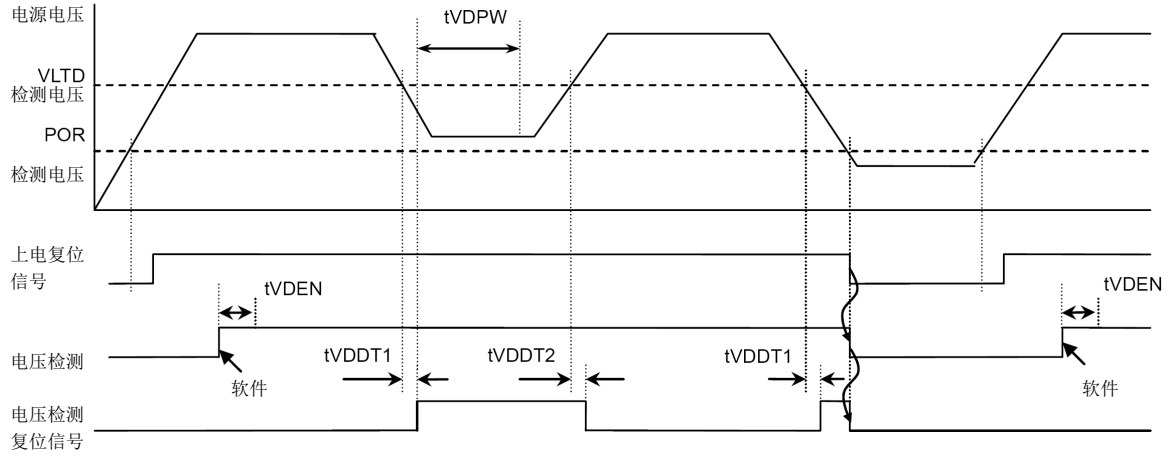 电源电压
tVDPW
VLTD
检测电压
POR
检测电压
上电复位
信号
tVDEN
tVDEN
电压检测
tVDDT1
tVDDT2
tVDDT1
软件
软件
电压检测
复位信号